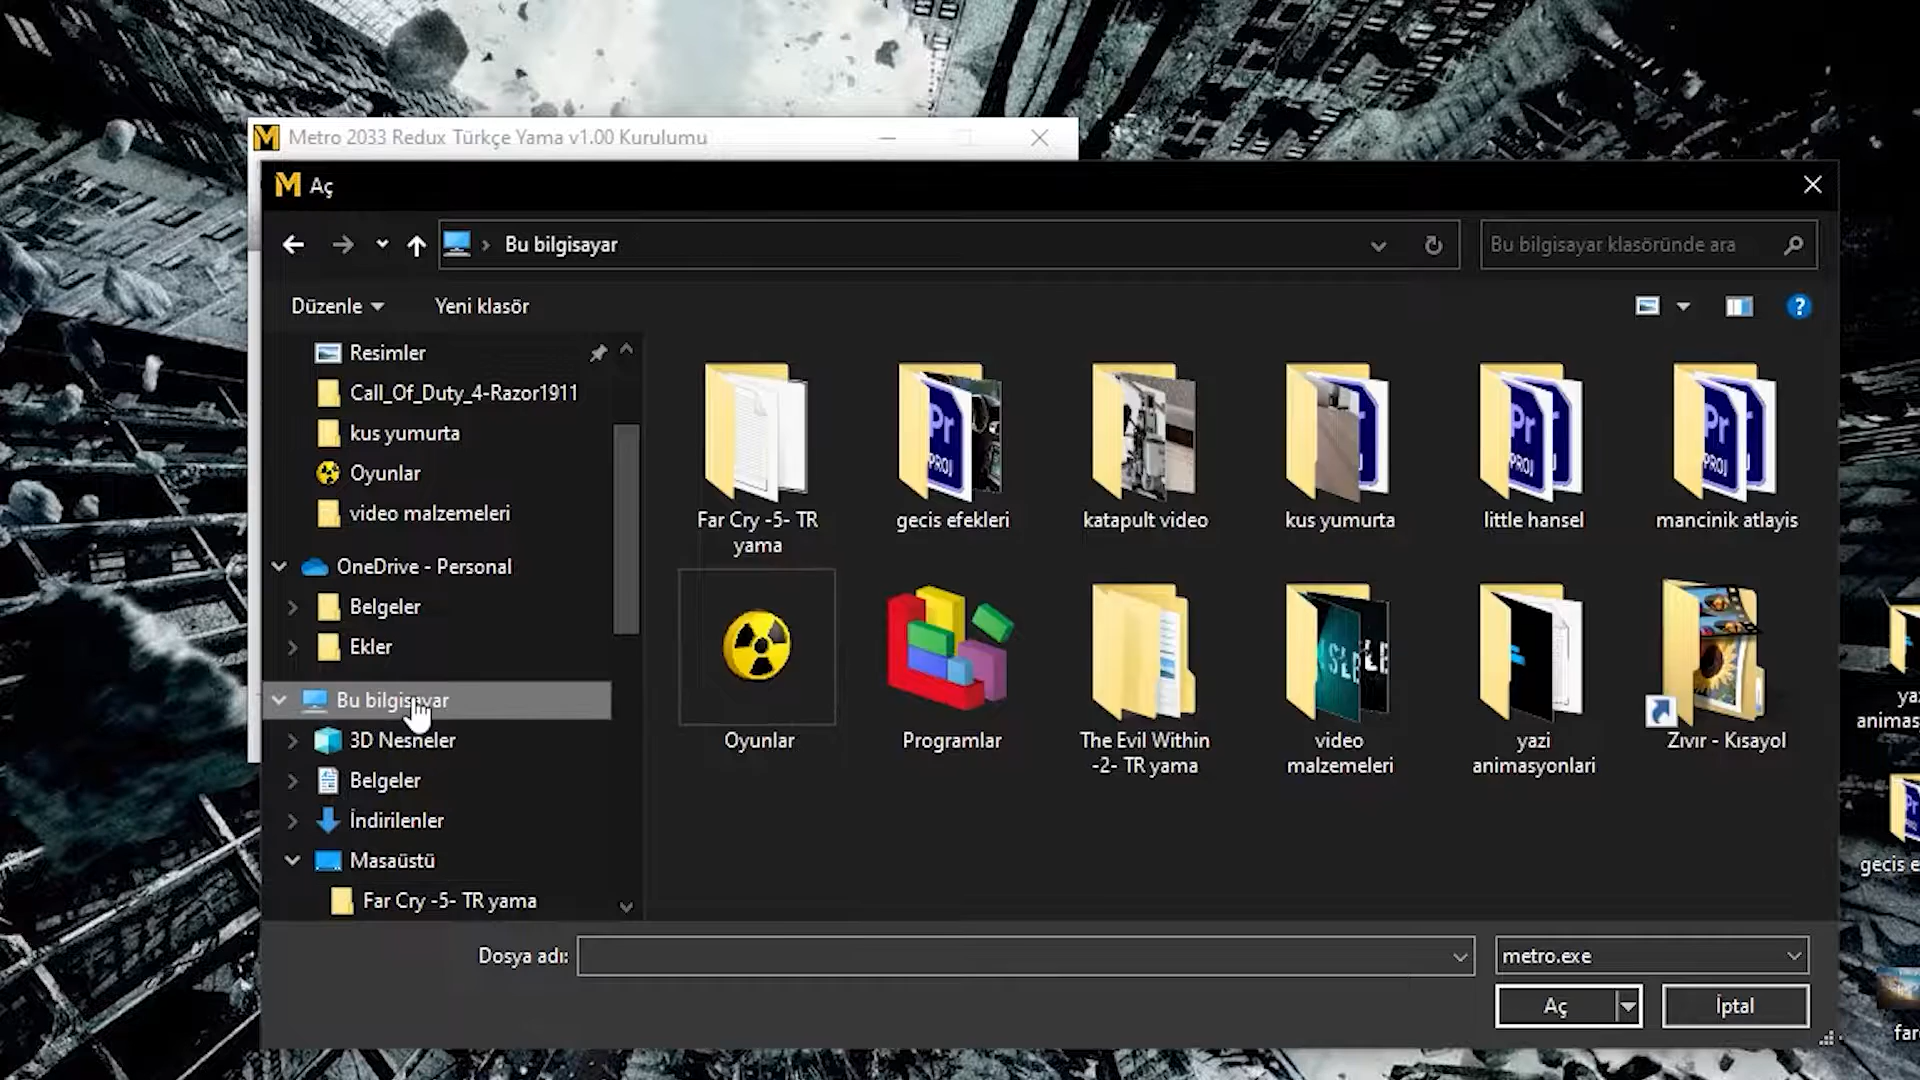 Metro 2033 Redux Türkçe Yama v1.00 Kurulumu
Aç
Bu bilgisayar
Bu bilgisayar klasöründe ara
Düzenle
Yeni klasör
Resimler
Call_Of_Duty_4-Razor1911
kus yumurta
Oyunlar
video malzemeleri
OneDrive - Personal
Belgeler
Ekler
Bu bilgisayar
3D Nesneler
Belgeler
İndirilenler
Masaüstü
Far Cry -5- TR yama
Far Cry -5- TR
yama
gecis efekleri
katapult video
kus yumurta
little hansel
mancinik atlayis
Oyunlar
Programlar
The Evil Within
-2- TR yama
video
malzemeleri
yazi
animasyonlari
Zıvır - Kısayol
Dosya adı:
metro.exe
Aç
İptal